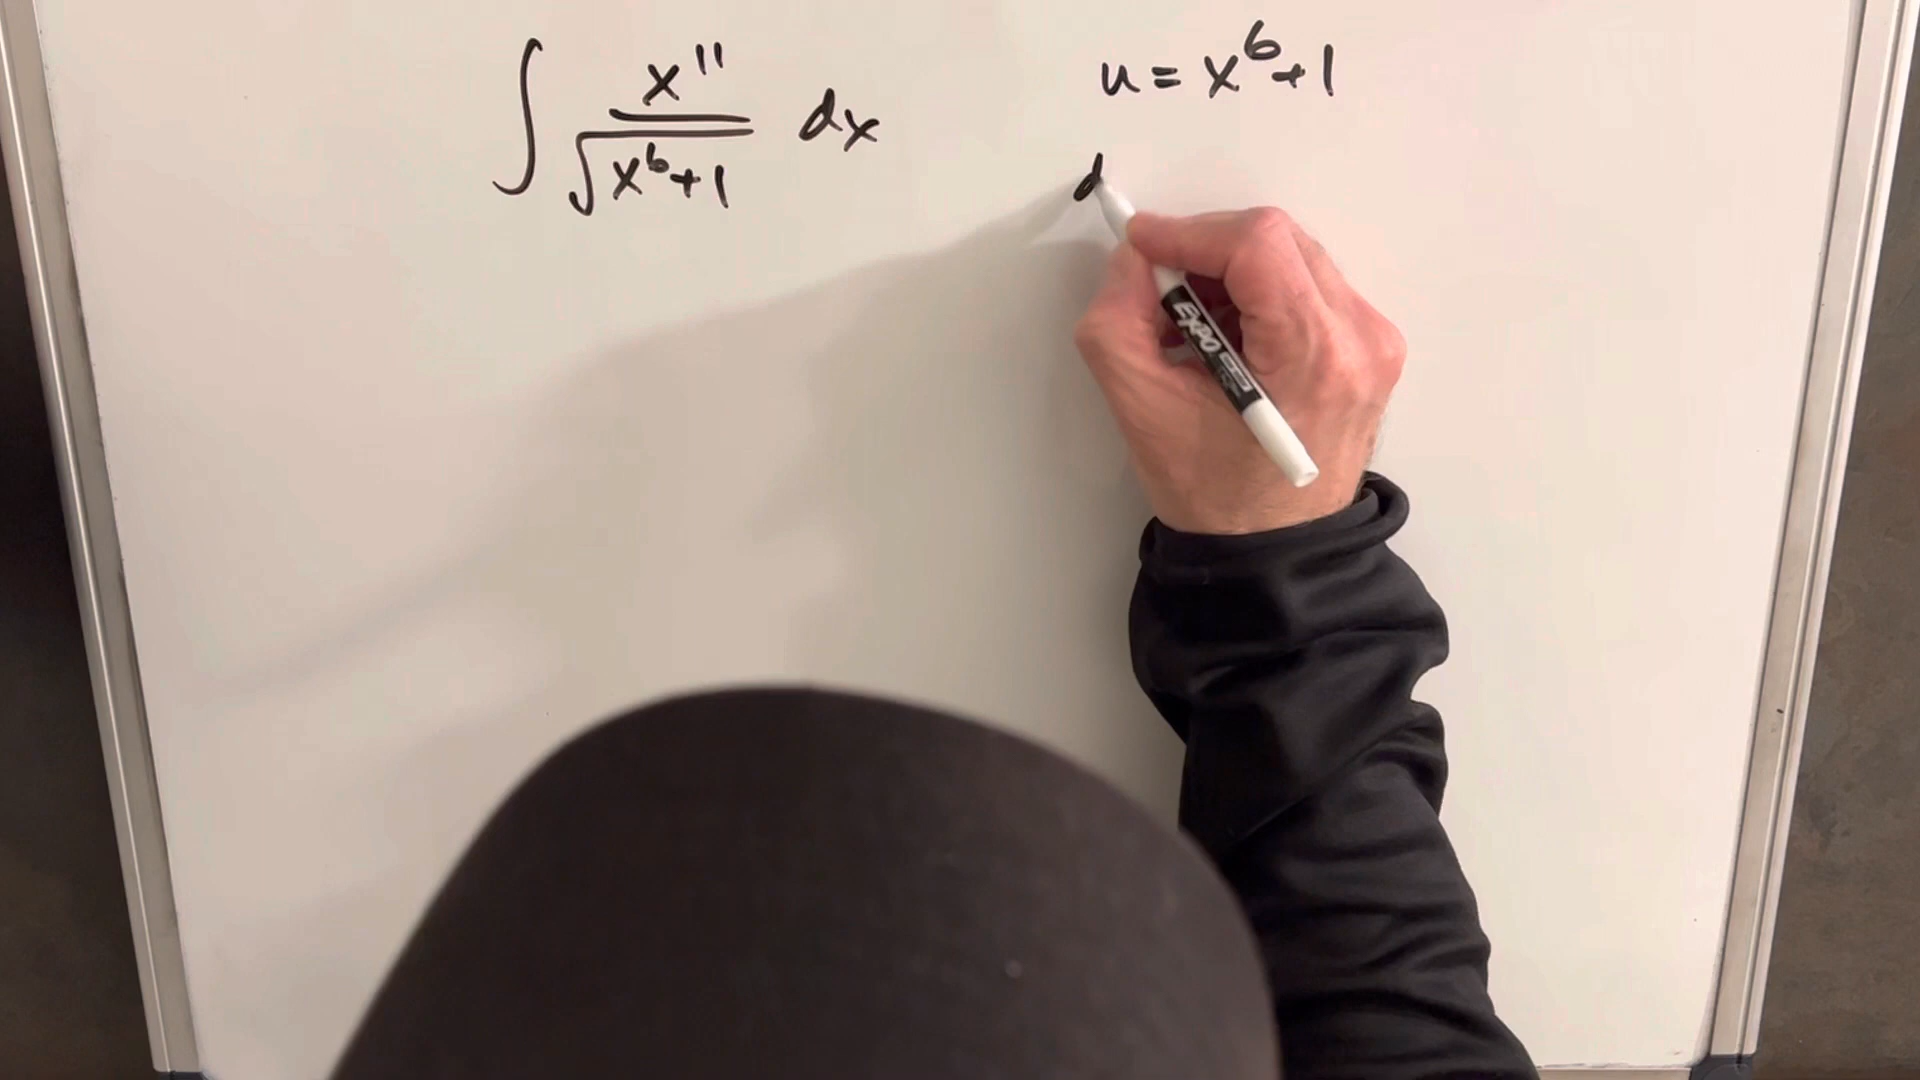 ∫ x¹¹/√(x⁶+1) dx
u = x⁶+1
d
EXPO